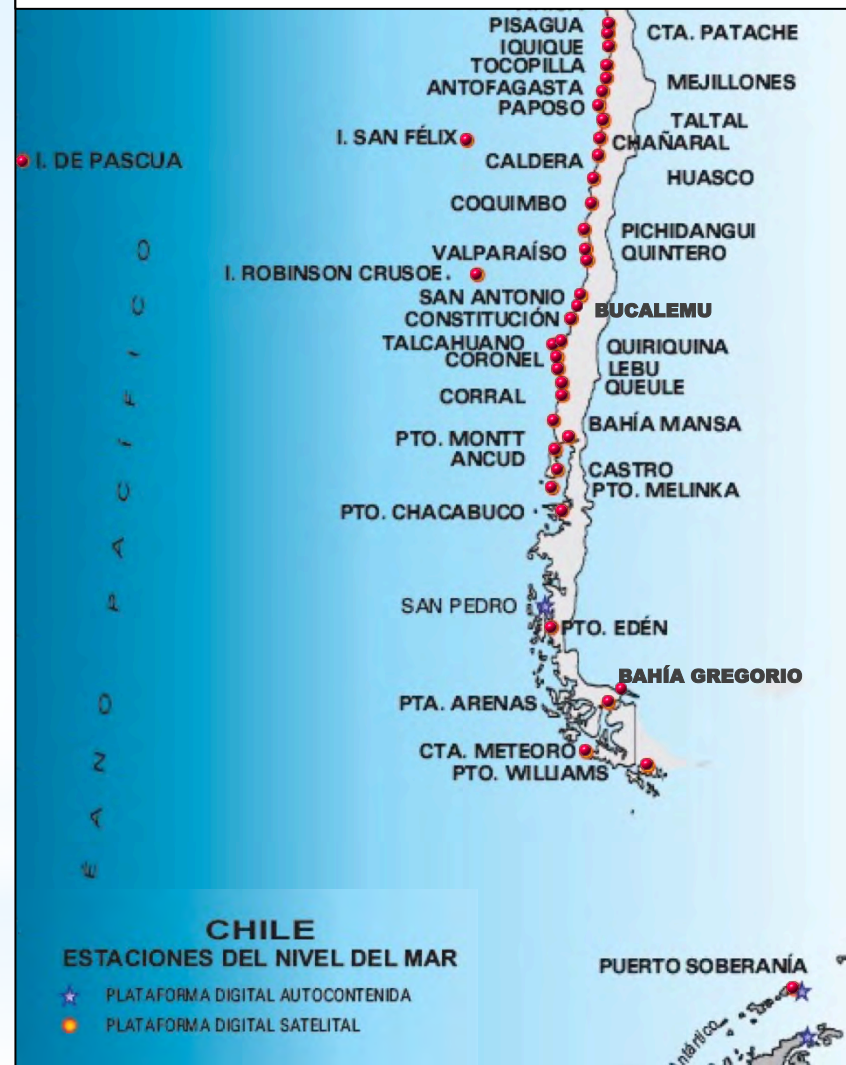 PISAGUA
CTA. PATACHE
IQUIQUE
TOCOPILLA
MEJILLONES
ANTOFAGASTA
PAPOSO
TALTAL
I. SAN FÉLIX
CHAÑARAL
I. DE PASCUA
CALDERA
HUASCO
COQUIMBO
PICHIDANGUI
VALPARAÍSO
QUINTERO
I. ROBINSON CRUSOE.
SAN ANTONIO
BUCALEMU
CONSTITUCIÓN
TALCAHUANO
QUIRIQUINA
CORONEL
LEBU
QUEULE
CORRAL
BAHÍA MANSA
PTO. MONTT
ANCUD
CASTRO
PTO. MELINKA
PTO. CHACABUCO
SAN PEDRO
PTO. EDÉN
BAHÍA GREGORIO
PTA. ARENAS
CTA. METEORO
PTO. WILLIAMS
ÉANO PACÍFICO
CHILE
ESTACIONES DEL NIVEL DEL MAR
PLATAFORMA DIGITAL AUTOCONTENIDA
PLATAFORMA DIGITAL SATELITAL
PUERTO SOBERANÍA
ntártico